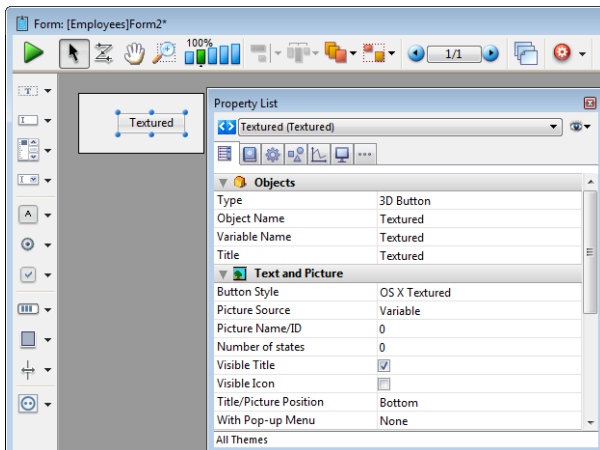 Form: [Employees]Form2*
100%
1/1
Textured
Property List
Textured (Textured)
Objects
Type 3D Button
Object Name Textured
Variable Name Textured
Title Textured
Text and Picture
Button Style OS X Textured
Picture Source Variable
Picture Name/ID 0
Number of states 0
Visible Title
Visible Icon
Title/Picture Position Bottom
With Pop-up Menu None
All Themes